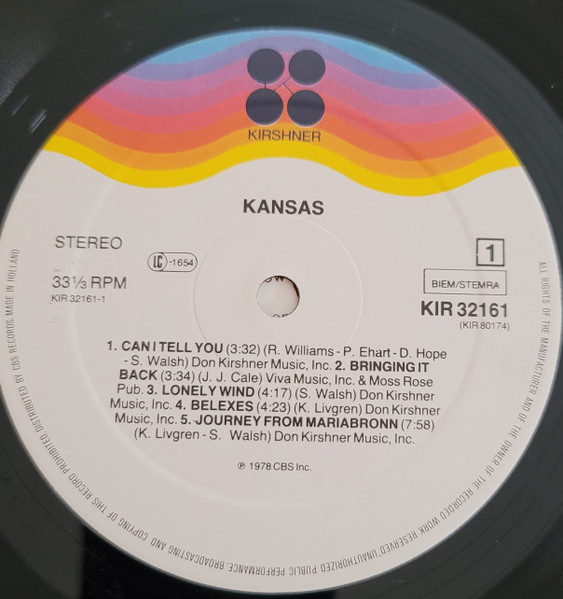 KIRSHNER
KANSAS
STEREO
LC -1654
1
33⅓ RPM
KIR 32161-1
BIEM/STEMRA
KIR 32161
(KIR 80174)
1. CAN I TELL YOU (3:32) (R. Williams - P. Ehart - D. Hope
- S. Walsh) Don Kirshner Music, Inc. 2. BRINGING IT
BACK (3:34) (J. J. Cale) Viva Music, Inc. & Moss Rose
Pub. 3. LONELY WIND (4:17) (S. Walsh) Don Kirshner
Music, Inc. 4. BELEXES (4:23) (K. Livgren) Don Kirshner
Music, Inc. 5. JOURNEY FROM MARIABRONN (7:58)
(K. Livgren - S. Walsh) Don Kirshner Music, Inc.
℗ 1978 CBS Inc.
ALL RIGHTS OF THE MANUFACTURER AND OF THE OWNER OF THE RECORDED WORK RESERVED. UNAUTHORIZED PUBLIC PERFORMANCE, BROADCASTING AND COPYING OF THIS RECORD PROHIBITED DISTRIBUTED BY CBS RECORDS MADE IN HOLLAND